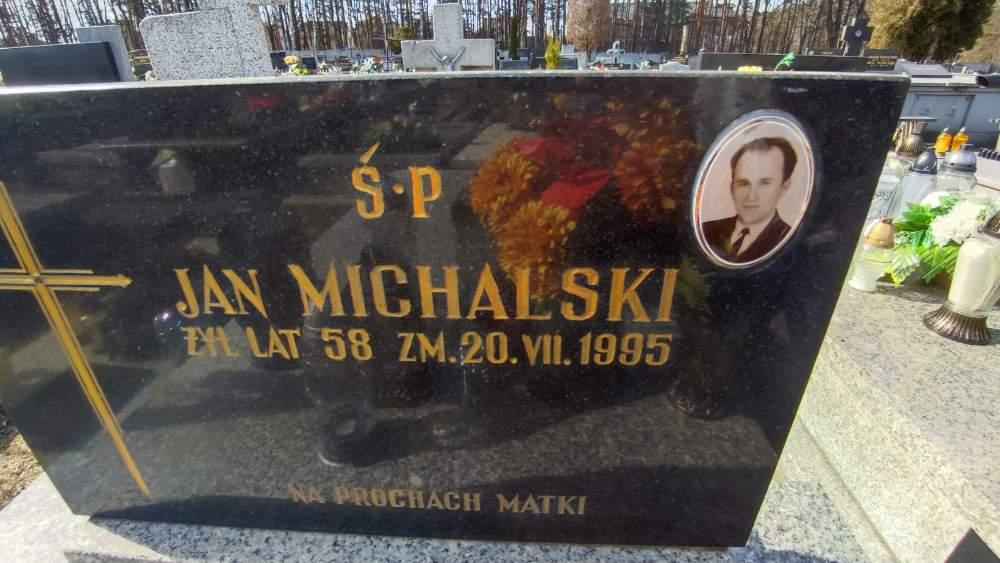 Ś·P
JAN MICHALSKI
ŻYŁ LAT 58 ZM. 20. VII. 1995
NA PROCHACH MATKI